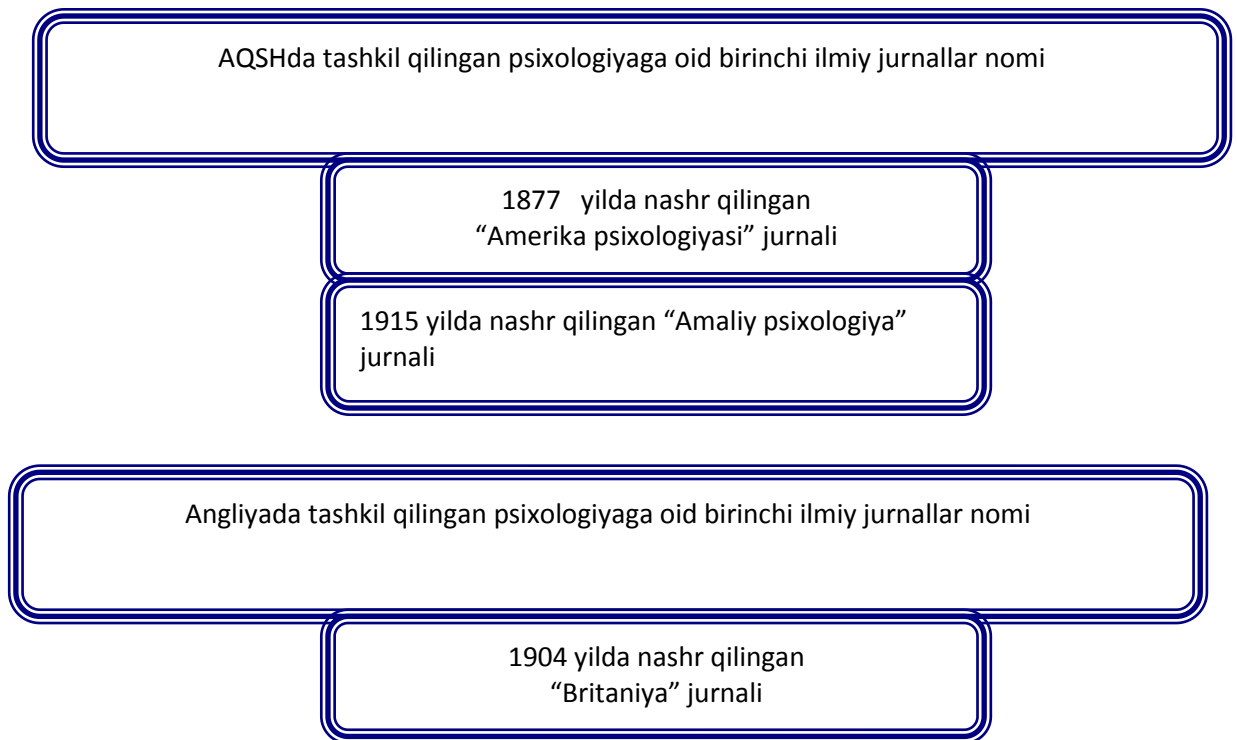 AQSHda tashkil qilingan psixologiyaga oid birinchi ilmiy jurnallar nomi
1877 yilda nashr qilingan
“Amerika psixologiyasi” jurnali
1915 yilda nashr qilingan “Amaliy psixologiya”
jurnali
Angliyada tashkil qilingan psixologiyaga oid birinchi ilmiy jurnallar nomi
1904 yilda nashr qilingan
“Britaniya” jurnali